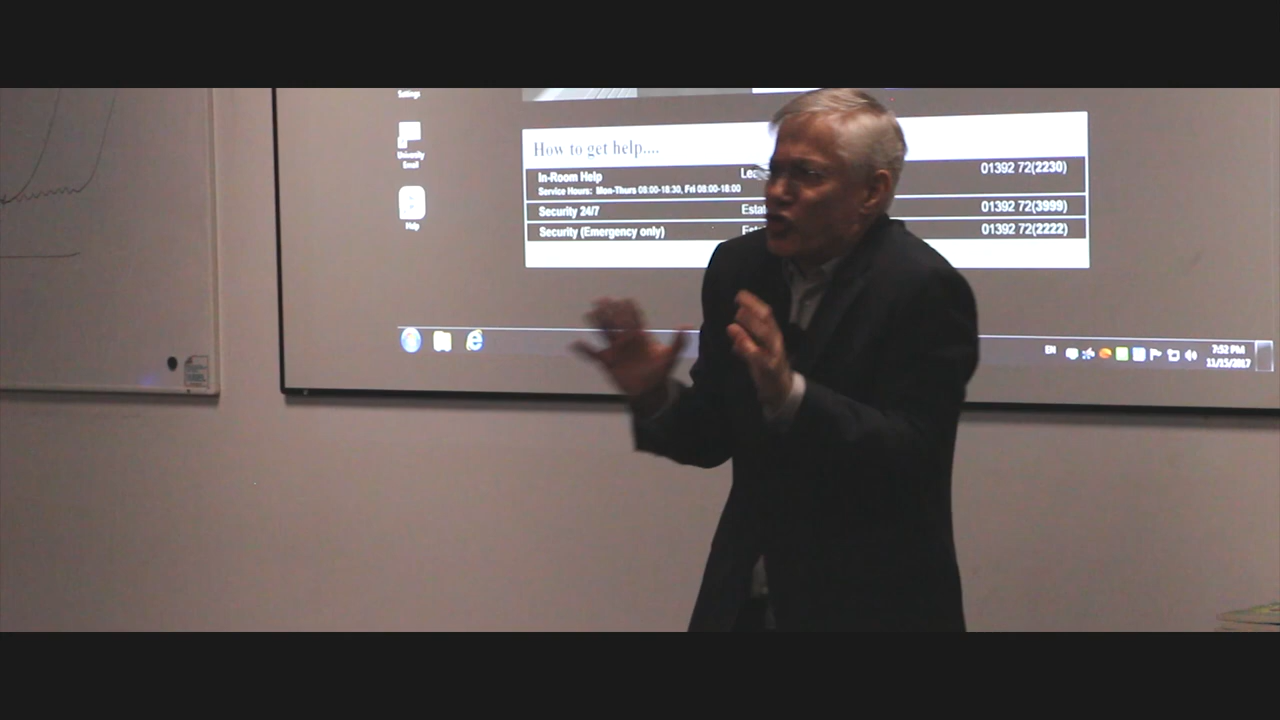 Settings
University
Email
Help
How to get help....
In-Room Help
01392 72(2230)
Service Hours: Mon-Thurs 08:00-18:30, Fri 08:00-18:00
Security 24/7
01392 72(3999)
Security (Emergency only)
01392 72(2222)
EN
7:52 PM
11/15/2017